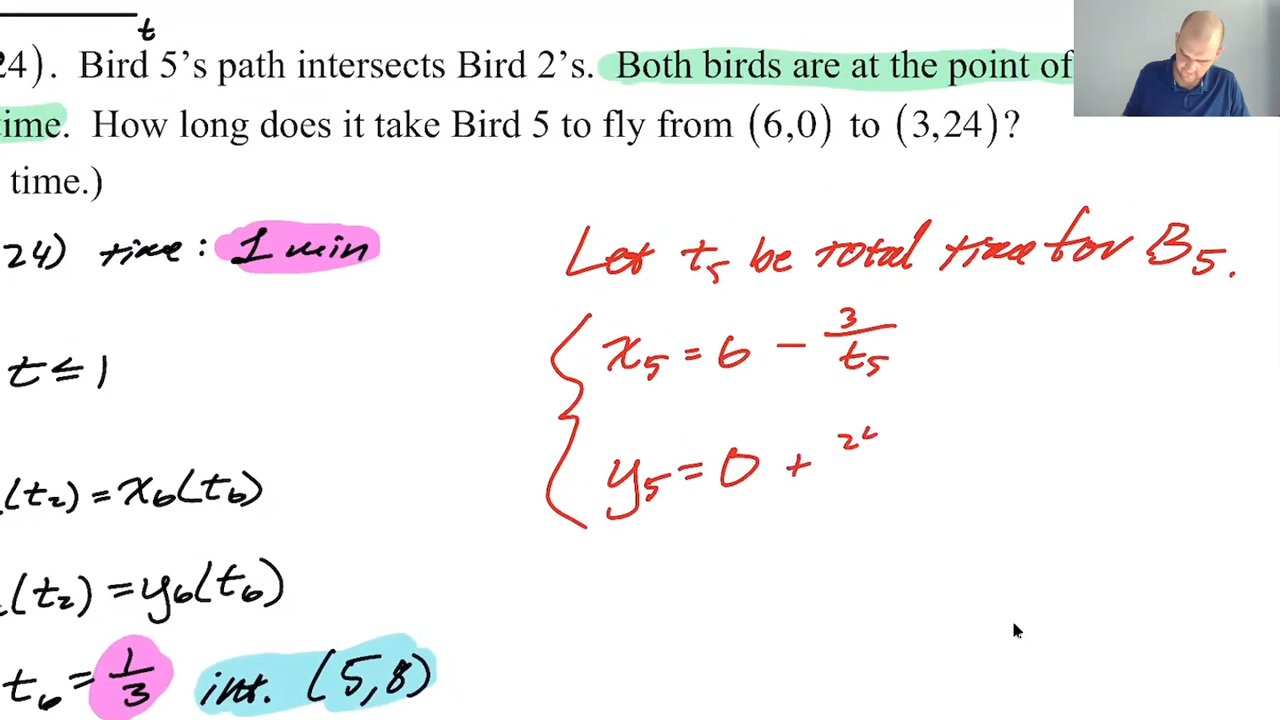 t
24). Bird 5's path intersects Bird 2's. Both birds are at the point of
time. How long does it take Bird 5 to fly from (6,0) to (3,24)?
time.)
24) time: 1 min
Let t₅ be total time for B₅.
x₅ = 6 - 3/t₅
t ≤ 1
y₅ = 0 + 24
(t₂) = x₆(t₆)
(t₂) = y₆(t₆)
t₆ = 1/3 int. (5,8)